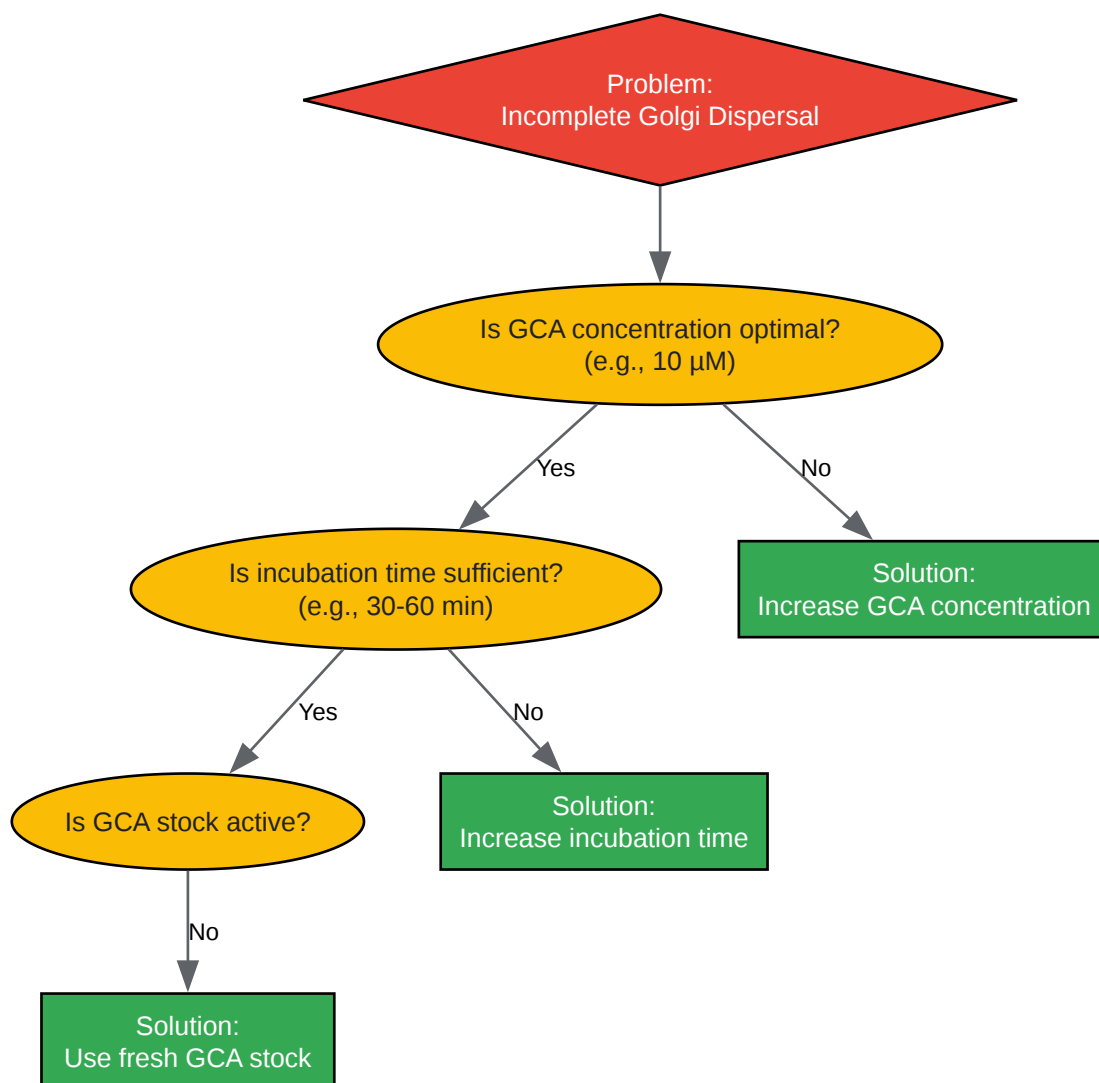 Problem:
Incomplete Golgi Dispersal
Is GCA concentration optimal?
(e.g., 10 µM)
Yes
No
Is incubation time sufficient?
(e.g., 30-60 min)
Solution:
Increase GCA concentration
Yes
No
Is GCA stock active?
Solution:
Increase incubation time
No
Solution:
Use fresh GCA stock